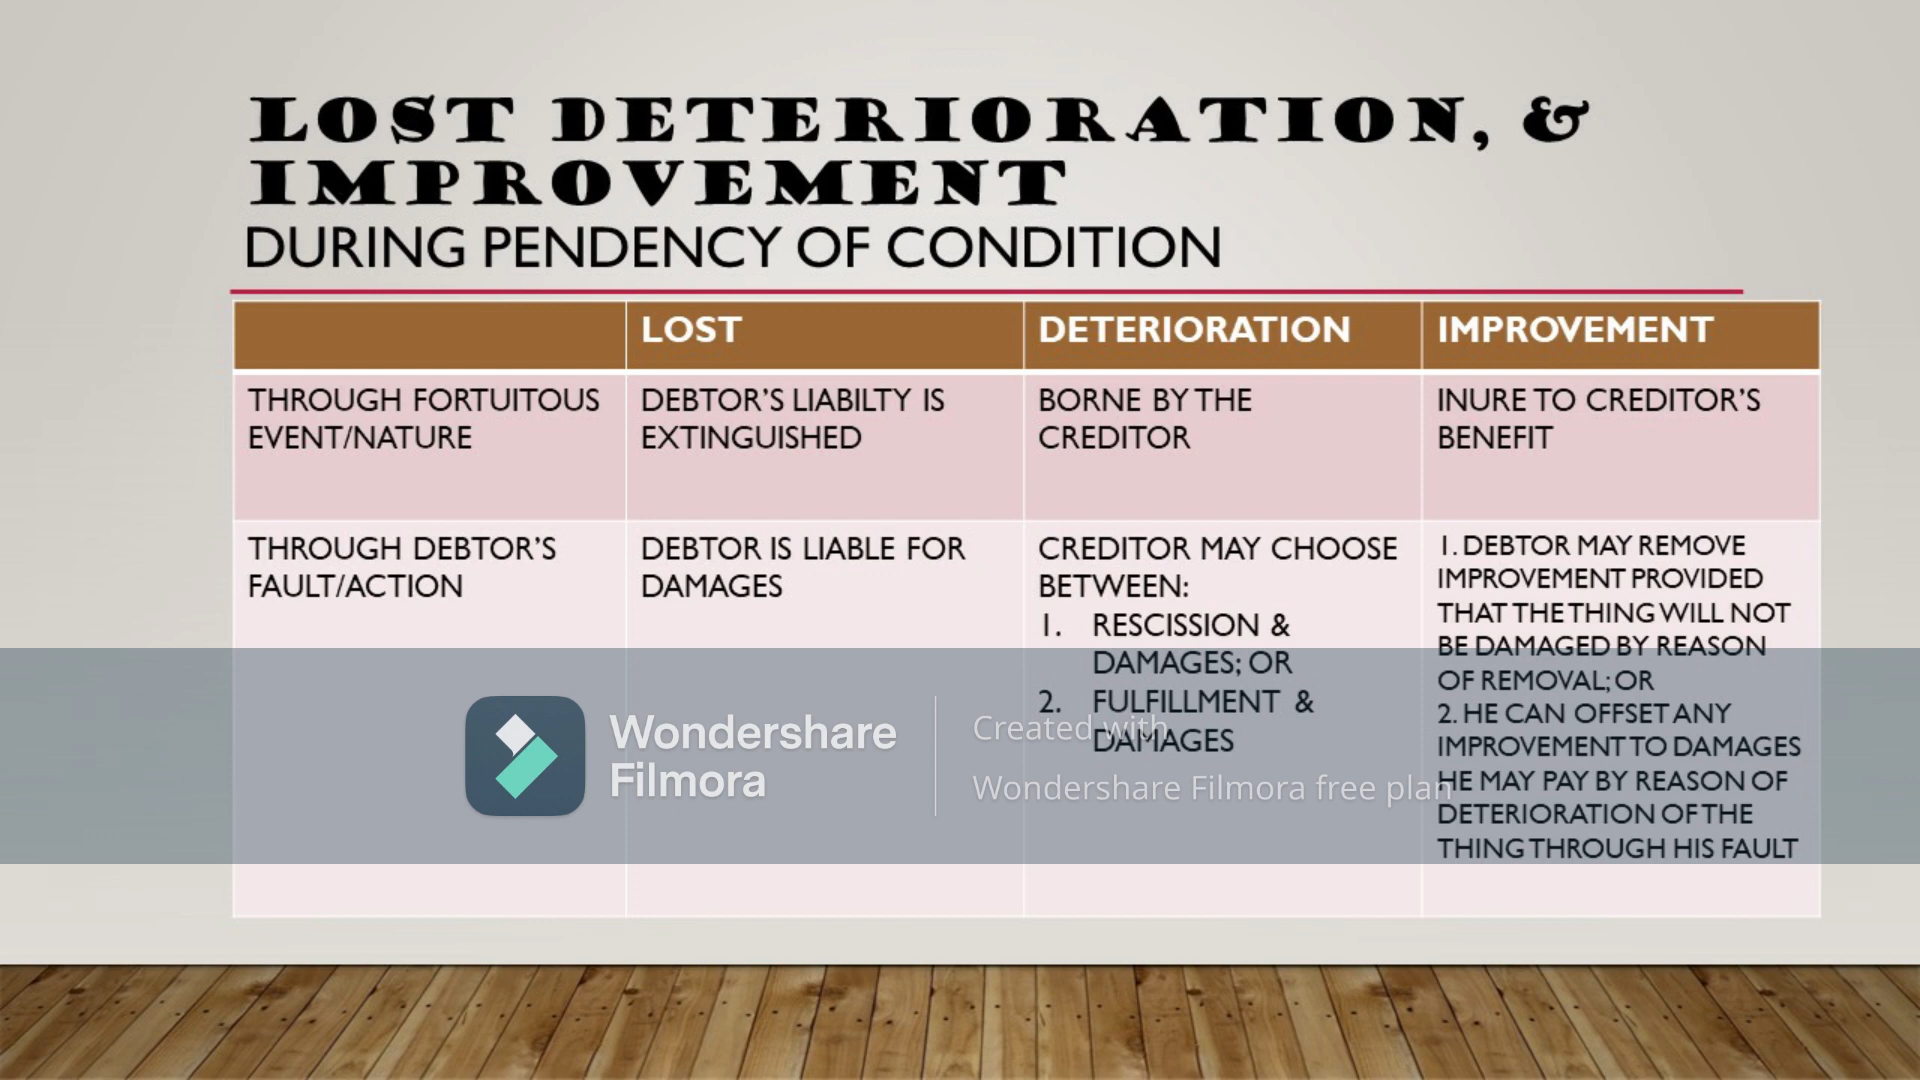 LOST DETERIORATION, &
IMPROVEMENT
DURING PENDENCY OF CONDITION
LOST
DETERIORATION
IMPROVEMENT
THROUGH FORTUITOUS
EVENT/NATURE
DEBTOR'S LIABILTY IS
EXTINGUISHED
BORNE BY THE
CREDITOR
INURE TO CREDITOR'S
BENEFIT
THROUGH DEBTOR'S
FAULT/ACTION
DEBTOR IS LIABLE FOR
DAMAGES
CREDITOR MAY CHOOSE
BETWEEN:
1. RESCISSION &
DAMAGES; OR
2. FULFILLMENT &
DAMAGES
1. DEBTOR MAY REMOVE
IMPROVEMENT PROVIDED
THAT THE THING WILL NOT
BE DAMAGED BY REASON
OF REMOVAL; OR
2. HE CAN OFFSET ANY
IMPROVEMENT TO DAMAGES
HE MAY PAY BY REASON OF
DETERIORATION OF THE
THING THROUGH HIS FAULT
Wondershare
Filmora
Created with
Wondershare Filmora free plan